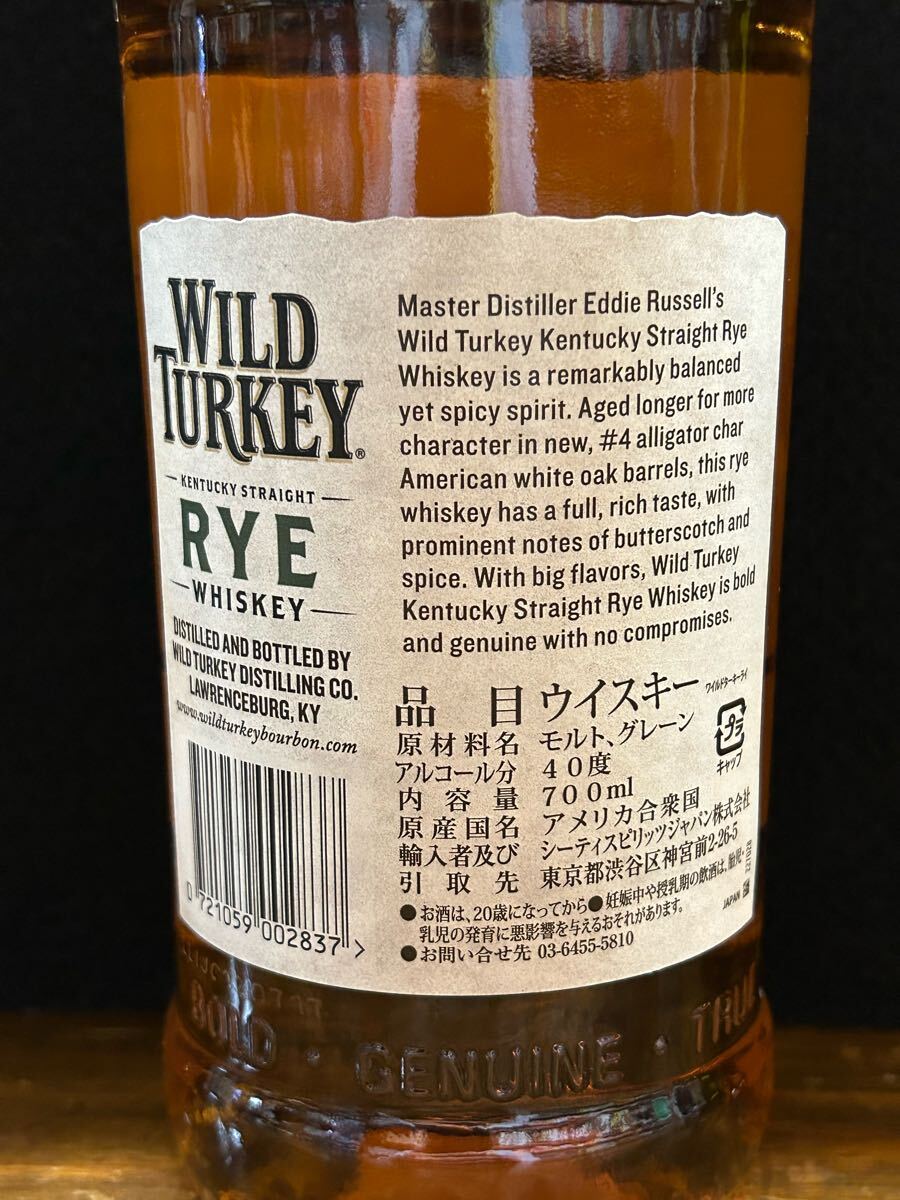 WILD
TURKEY®
KENTUCKY STRAIGHT
RYE
WHISKEY
DISTILLED AND BOTTLED BY
WILD TURKEY DISTILLING CO.
LAWRENCEBURG, KY
www.wildturkeybourbon.com
0 721059 002837 >
Master Distiller Eddie Russell's
Wild Turkey Kentucky Straight Rye
Whiskey is a remarkably balanced
yet spicy spirit. Aged longer for more
character in new, #4 alligator char
American white oak barrels, this rye
whiskey has a full, rich taste, with
prominent notes of butterscotch and
spice. With big flavors, Wild Turkey
Kentucky Straight Rye Whiskey is bold
and genuine with no compromises.
品目 ウイスキー
ワイルドターキーライ
原材料名 モルト、グレーン
プラ
キャップ
アルコール分 40度
内容量 700ml
原産国名 アメリカ合衆国
輸入者及び シーティスピリッツジャパン株式会社
引取先 東京都渋谷区神宮前2-26-5
●お酒は、20歳になってから●妊娠中や授乳期の飲酒は、胎児・
乳児の発育に悪影響を与えるおそれがあります。
●お問い合せ先 03-6455-5810
JAPAN
BOLD · GENUINE · TRUE